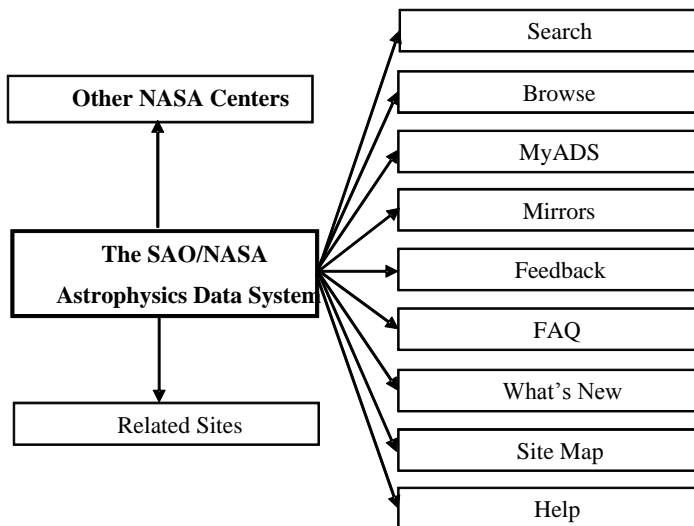 Other NASA Centers
The SAO/NASA
Astrophysics Data System
Related Sites
Search
Browse
MyADS
Mirrors
Feedback
FAQ
What’s New
Site Map
Help